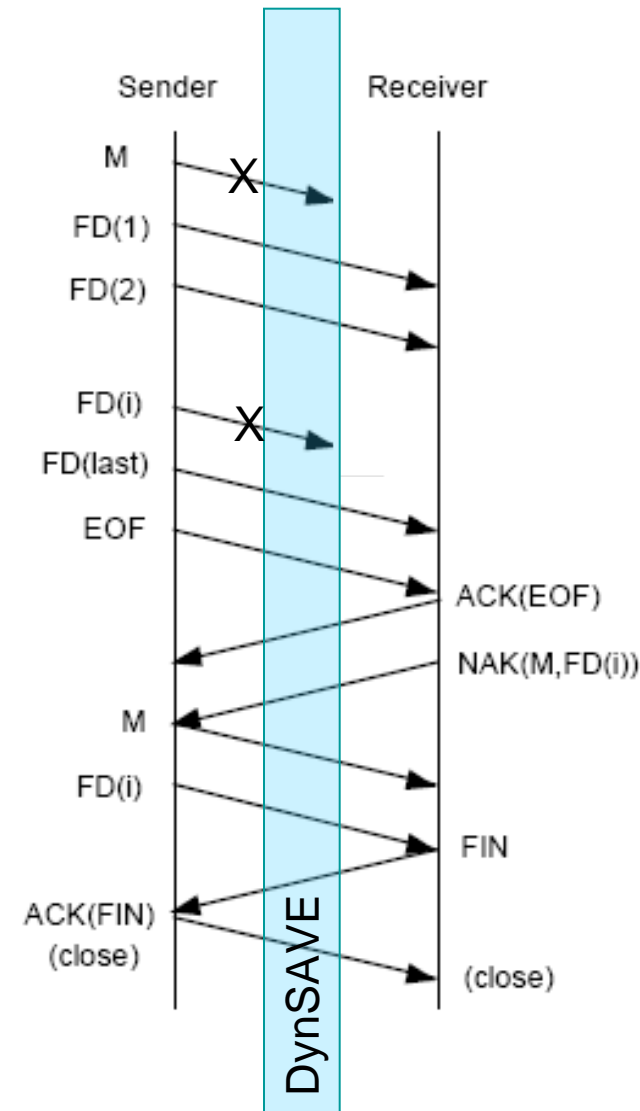 Sender Receiver
M
X
FD(1)
FD(2)
FD(i)
X
FD(last)
EOF
ACK(EOF)
NAK(M,FD(i))
M
FD(i)
FIN
ACK(FIN)
(close)
(close)
DynSAVE